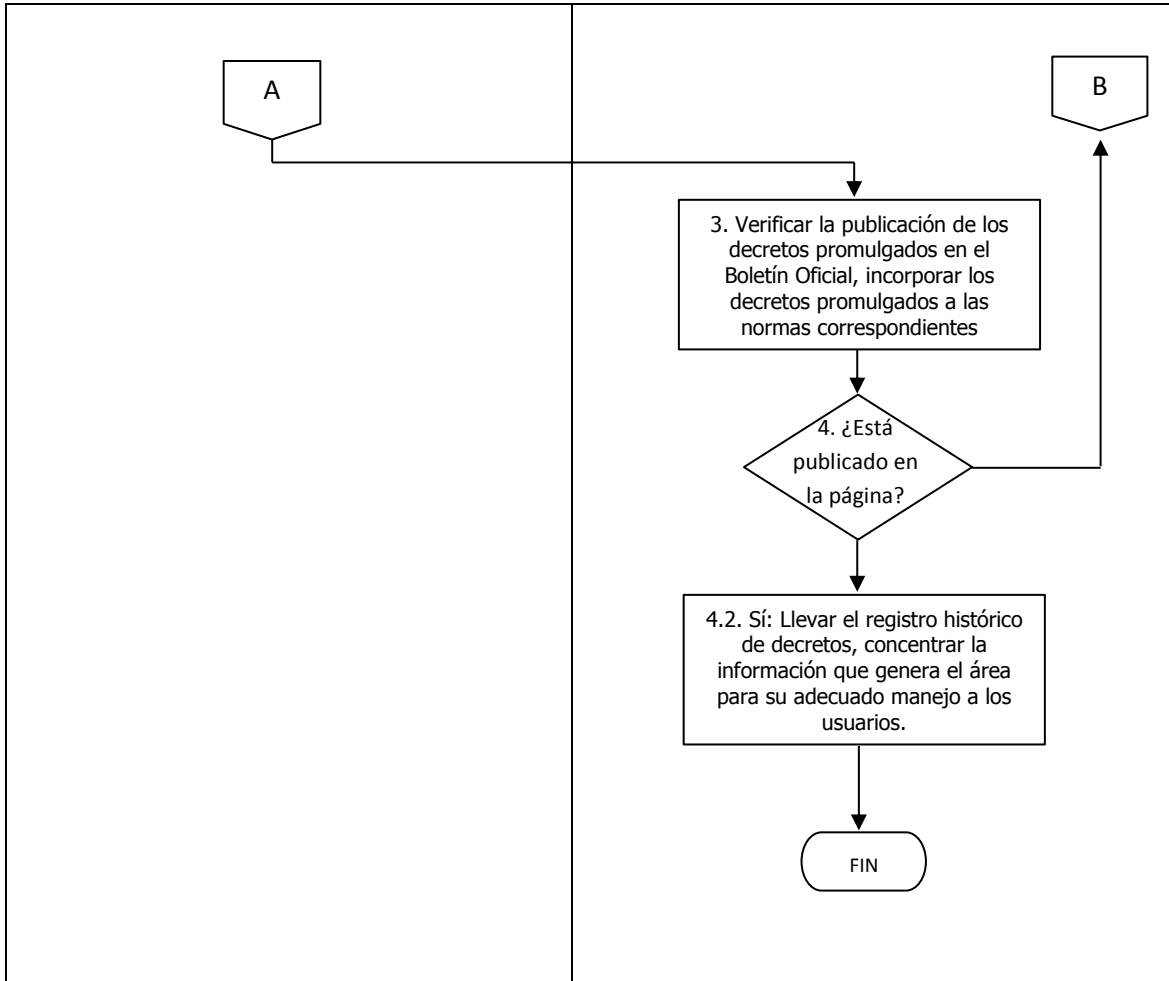 A
B
3. Verificar la publicación de los
decretos promulgados en el
Boletín Oficial, incorporar los
decretos promulgados a las
normas correspondientes
4. ¿Está
publicado en
la página?
4.2. Sí: Llevar el registro histórico
de decretos, concentrar la
información que genera el área
para su adecuado manejo a los
usuarios.
FIN